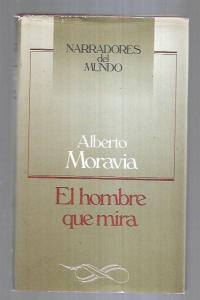 NARRADORES
del
MUNDO
Alberto
Moravia
El hombre
que mira